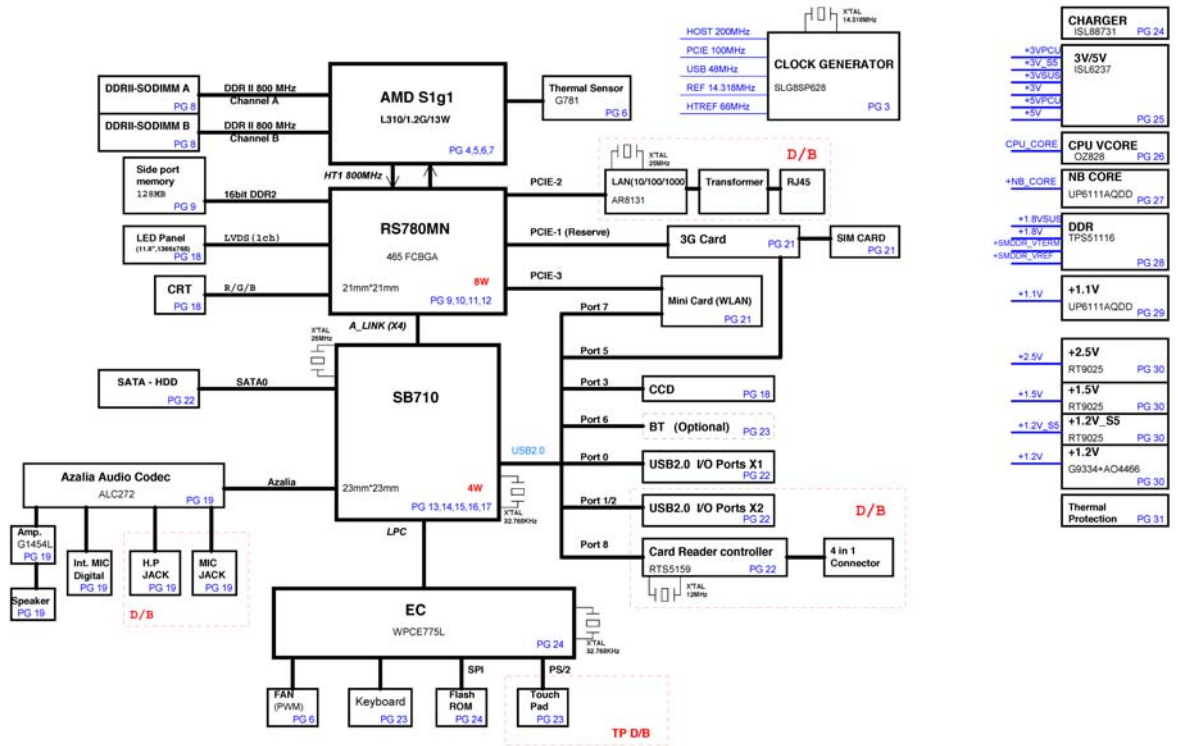 X'TAL
14.318MHz
HOST 200MHz
PCIE 100MHz
USB 48MHz
REF 14.318MHz
HTREF 66MHz
CLOCK GENERATOR
SLG8SP628
PG 3
CHARGER
ISL88731
PG 24
+3VPCU
+3V_S5
+3VSUS
+3V
+5VPCU
+5V
3V/5V
ISL6237
PG 25
CPU_CORE
CPU VCORE
OZ828
PG 26
+NB_CORE
NB CORE
UP6111AQDD
PG 27
+1.8VSUS
+1.8V
+SMDDR_VTERM
+SMDDR_VREF
DDR
TPS51116
PG 28
+1.1V
+1.1V
UP6111AQDD
PG 29
+2.5V
+2.5V
RT9025
PG 30
+1.5V
+1.5V
RT9025
PG 30
+1.2V_S5
+1.2V_S5
RT9025
PG 30
+1.2V
+1.2V
G9334+AO4466
PG 30
Thermal
Protection
PG 31
DDRII-SODIMM A
PG 8
DDR II 800 MHz
Channel A
DDRII-SODIMM B
PG 8
DDR II 800 MHz
Channel B
AMD S1g1
L310/1.2G/13W
PG 4,5,6,7
Thermal Sensor
G781
PG 6
HT1 800MHz
Side port
memory
128MB
PG 9
16bit DDR2
LED Panel
(11.6",1366x768)
PG 18
LVDS(1ch)
CRT
PG 18
R/G/B
RS780MN
465 FCBGA
8W
21mm*21mm
PG 9,10,11,12
PCIE-2
X'TAL
25MHz
D/B
LAN(10/100/1000
AR8131
Transformer
RJ45
PCIE-1 (Reserve)
3G Card
PG 21
SIM CARD
PG 21
PCIE-3
Mini Card (WLAN)
PG 21
Port 7
A_LINK (X4)
X'TAL
25MHz
SATA - HDD
PG 22
SATA0
SB710
23mm*23mm
4W
PG 13,14,15,16,17
USB2.0
X'TAL
32.768KHz
Port 5
Port 3
CCD
PG 18
Port 6
BT (Optional)
PG 23
Port 0
USB2.0 I/O Ports X1
PG 22
Port 1/2
USB2.0 I/O Ports X2
PG 22
D/B
Port 8
Card Reader controller
RTS5159
PG 22
4 in 1
Connector
X'TAL
12MHz
Azalia Audio Codec
ALC272
PG 19
Azalia
Amp.
G1454L
PG 19
Speaker
PG 19
Int. MIC
Digital
PG 19
H.P
JACK
PG 19
MIC
JACK
PG 19
D/B
LPC
EC
WPCE775L
PG 24
X'TAL
32.768KHz
FAN
(PWM)
PG 6
Keyboard
PG 23
SPI
Flash
ROM
PG 24
PS/2
Touch
Pad
PG 23
TP D/B